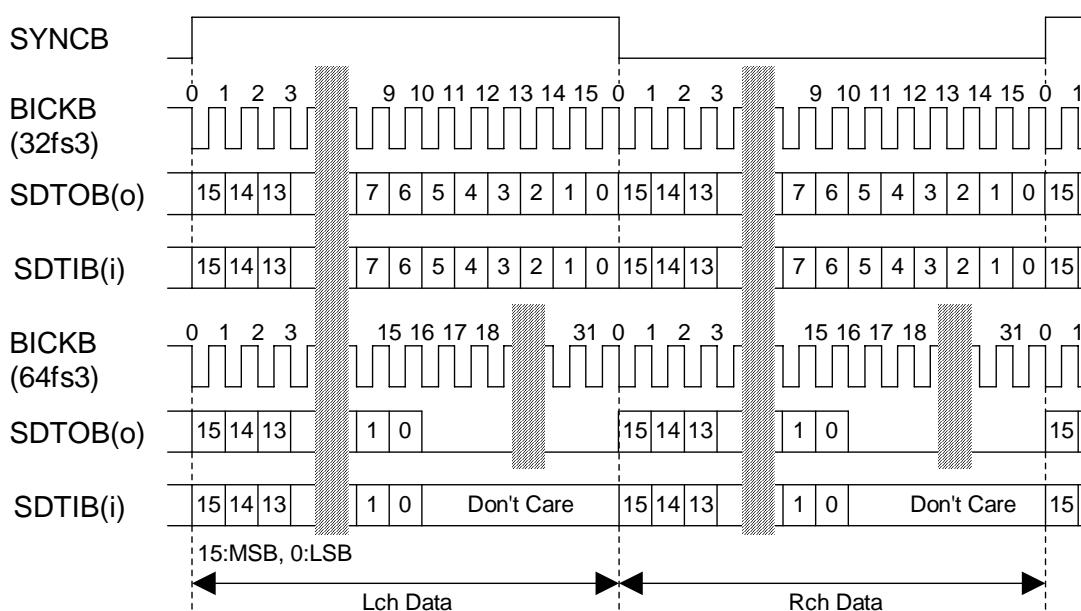 SYNCB
0 1 2 3 9 10 11 12 13 14 15 0 1 2 3 9 10 11 12 13 14 15 0 1
BICKB
(32fs3)
SDTOB(o) 15 14 13 7 6 5 4 3 2 1 0 15 14 13 7 6 5 4 3 2 1 0 15
SDTIB(i) 15 14 13 7 6 5 4 3 2 1 0 15 14 13 7 6 5 4 3 2 1 0 15
0 1 2 3 15 16 17 18 31 0 1 2 3 15 16 17 18 31 0 1
BICKB
(64fs3)
SDTOB(o) 15 14 13 1 0 15 14 13 1 0 15
SDTIB(i) 15 14 13 1 0 Don't Care 15 14 13 1 0 Don't Care 15
15:MSB, 0:LSB
Lch Data Rch Data